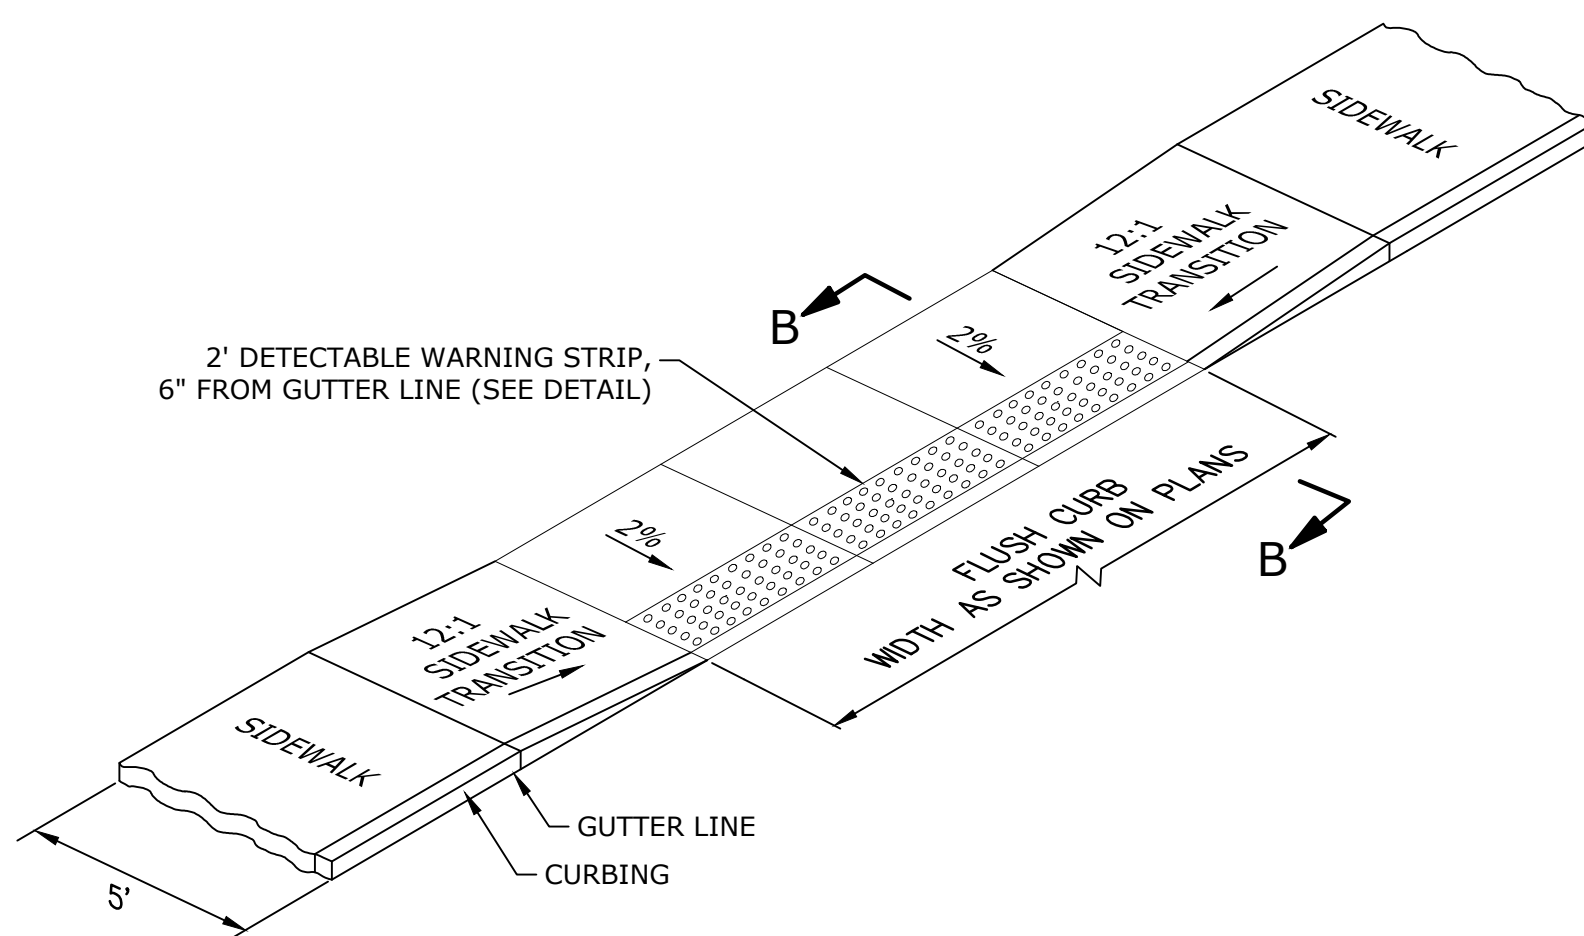 SIDEWALK
12:1
SIDEWALK
TRANSITION
B
2%
2' DETECTABLE WARNING STRIP,
6" FROM GUTTER LINE (SEE DETAIL)
2%
FLUSH CURB
WIDTH AS SHOWN ON PLANS
B
12:1
SIDEWALK
TRANSITION
SIDEWALK
GUTTER LINE
CURBING
5'